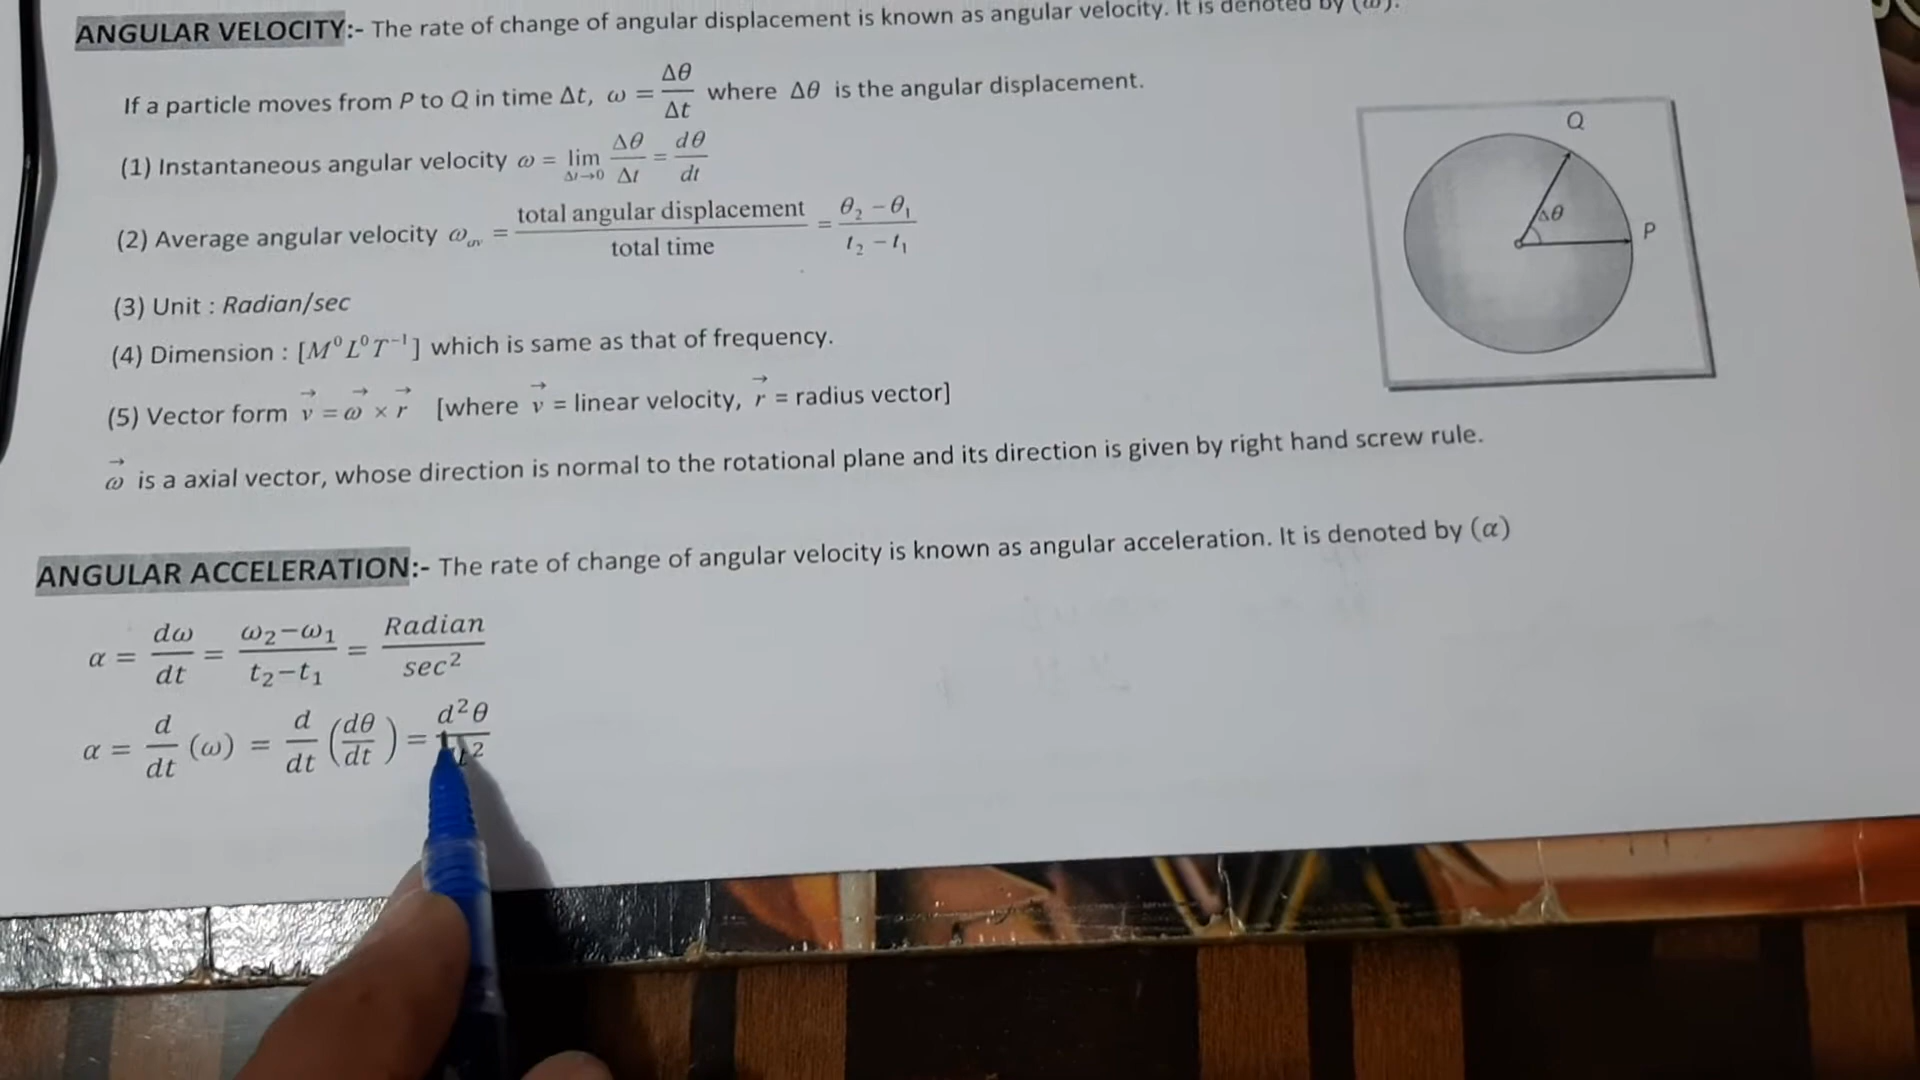 ANGULAR VELOCITY:- The rate of change of angular displacement is known as angular velocity. It is denoted by (ω).
If a particle moves from P to Q in time Δt, ω = Δθ/Δt where Δθ is the angular displacement.
(1) Instantaneous angular velocity ω = lim Δt→0 Δθ/Δt = dθ/dt
(2) Average angular velocity ω_av = total angular displacement/total time = θ₂ − θ₁/t₂ − t₁
(3) Unit : Radian/sec
(4) Dimension : [M⁰L⁰T⁻¹] which is same as that of frequency.
(5) Vector form v⃗ = ω⃗ × r⃗ [where v⃗ = linear velocity, r⃗ = radius vector]
ω⃗ is a axial vector, whose direction is normal to the rotational plane and its direction is given by right hand screw rule.
Q
Δθ
P
ANGULAR ACCELERATION:- The rate of change of angular velocity is known as angular acceleration. It is denoted by (α)
α = dω/dt = ω₂−ω₁/t₂−t₁ = Radian/sec²
α = d/dt (ω) = d/dt (dθ/dt) = d²θ/t²